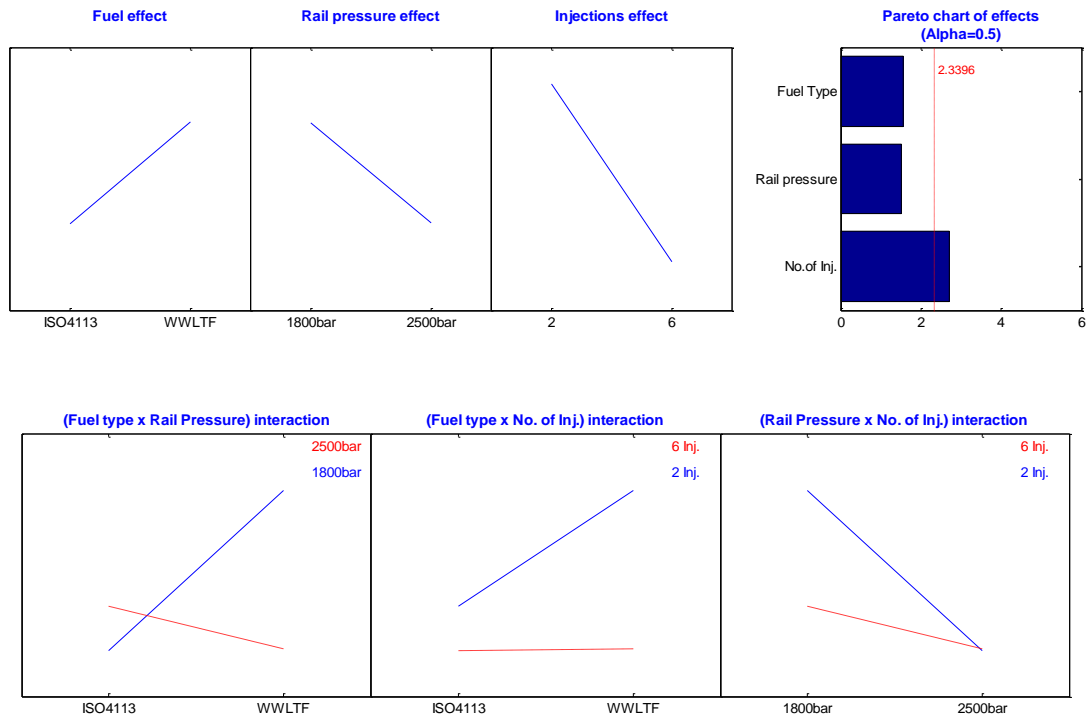 Fuel effect
Rail pressure effect
Injections effect
ISO4113
WWLTF
1800bar
2500bar
2
6
Pareto chart of effects
(Alpha=0.5)
2.3396
Fuel Type
Rail pressure
No.of Inj.
0
2
4
6
(Fuel type x Rail Pressure) interaction
2500bar
1800bar
ISO4113
WWLTF
(Fuel type x No. of Inj.) interaction
6 Inj.
2 Inj.
ISO4113
WWLTF
(Rail Pressure x No. of Inj.) interaction
6 Inj.
2 Inj.
1800bar
2500bar